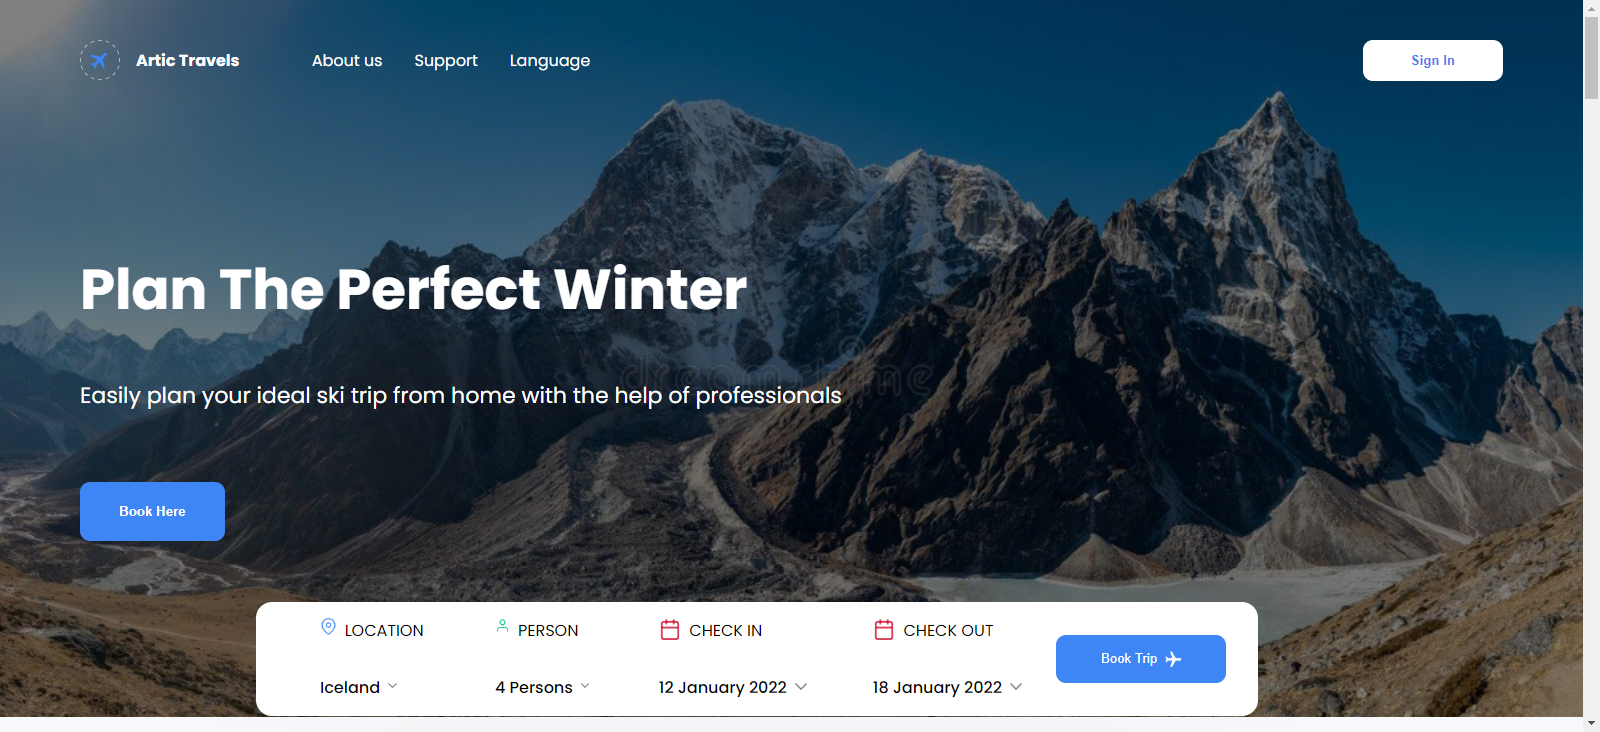 Artic Travels
About us
Support
Language
Sign In
Plan The Perfect Winter
dreamstime
Easily plan your ideal ski trip from home with the help of professionals
Book Here
LOCATION
PERSON
CHECK IN
CHECK OUT
Iceland
4 Persons
12 January 2022
18 January 2022
Book Trip